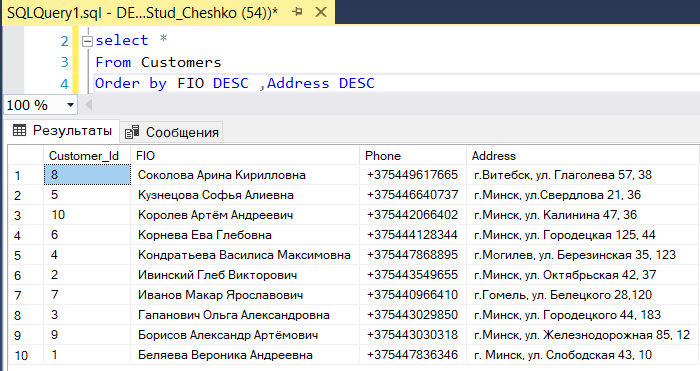 SQLQuery1.sql - DE...Stud_Cheshko (54))*
2 select *
3 From Customers
4 Order by FIO DESC ,Address DESC
100 %
Результаты Сообщения
Customer_Id FIO Phone Address
1 8 Соколова Арина Кирилловна +375449617665 г.Витебск, ул. Глаголева 57, 38
2 5 Кузнецова Софья Алиевна +375446640737 г.Минск, ул.Свердлова 21, 36
3 10 Королев Артём Андреевич +375442066402 г.Минск, ул. Калинина 47, 36
4 6 Корнева Ева Глебовна +375444128344 г.Минск, ул. Городецкая 125, 44
5 4 Кондратьева Василиса Максимовна +375447868895 г.Могилев, ул. Березинская 35, 123
6 2 Ивинский Глеб Викторович +375443549655 г.Минск, ул. Октябрьская 42, 37
7 7 Иванов Макар Ярославович +375440966410 г.Гомель, ул. Белецкого 28,120
8 3 Гапанович Ольга Александровна +375443029850 г.Минск, ул. Городецкого 44, 183
9 9 Борисов Александр Артёмович +375443030318 г.Минск, ул. Железнодорожная 85, 12
10 1 Беляева Вероника Андреевна +375447836346 г. Минск, ул. Слободская 43, 10